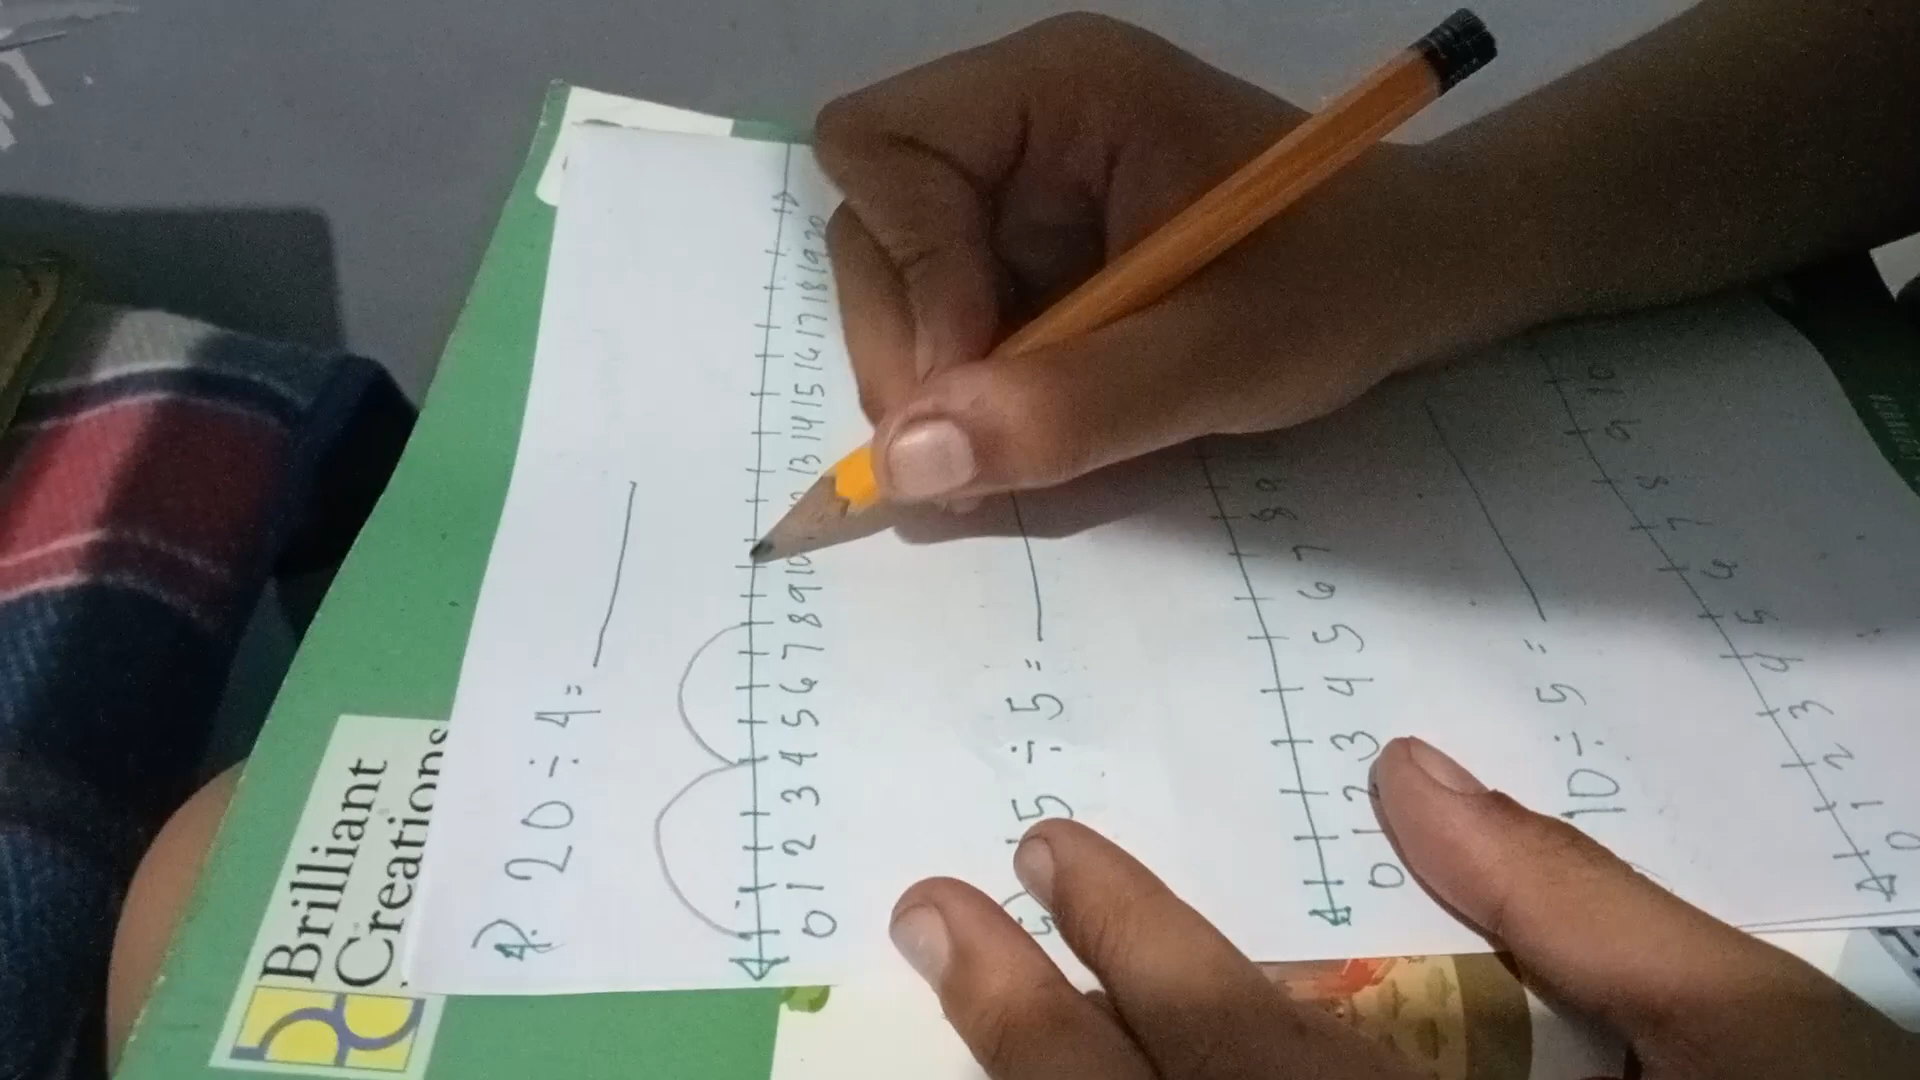 4). 20 ÷ 4 = ____
0 1 2 3 4 5 6 7 8 9 10 13 14 15 16 17 18 19 20
5) 15 ÷ 5 = ____
0 1 2 3 4 5 6 7 8 9
10 ÷ 5 = ____
0 1 2 3 4 5 6 7 8 9 10
Brilliant
Creations